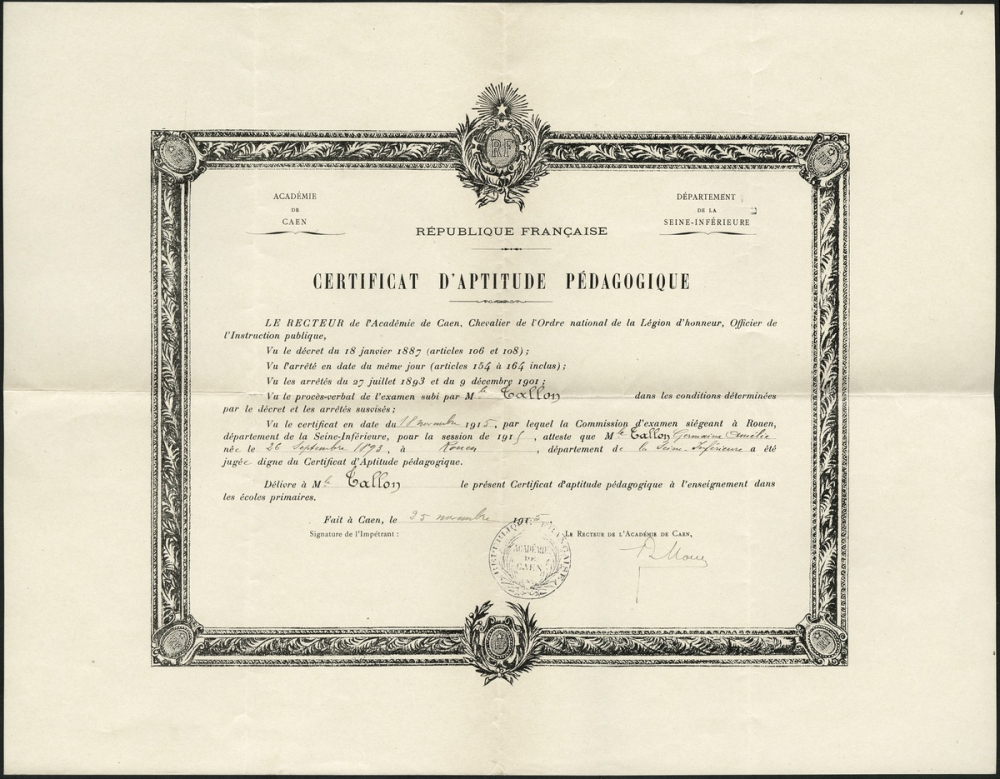 RF
ACADÉMIE
DE
CAEN
DÉPARTEMENT
DE LA
SEINE-INFÉRIEURE
RÉPUBLIQUE FRANÇAISE
CERTIFICAT D'APTITUDE PÉDAGOGIQUE
LE RECTEUR de l'Académie de Caen, Chevalier de l'Ordre national de la Légion d'honneur, Officier de
l'Instruction publique,
Vu le décret du 18 janvier 1887 (articles 106 et 108);
Vu l'arrêté en date du même jour (articles 154 à 164 inclus);
Vu les arrêtés du 27 juillet 1893 et du 9 décembre 1901;
Vu le procès-verbal de l'examen subi par Mlle Tallon dans les conditions déterminées
par le décret et les arrêtés susvisés;
Vu le certificat en date du 18 novembre 1915, par lequel la Commission d'examen siégeant à Rouen,
département de la Seine-Inférieure, pour la session de 1915, atteste que Mlle Tallon Germaine Amélie
née le 26 Septembre 1893, à Rouen, département de la Seine-Inférieure a été
jugée digne du Certificat d'Aptitude pédagogique.
Délivre à Mlle Tallon le présent Certificat d'aptitude pédagogique à l'enseignement dans
les écoles primaires.
Fait à Caen, le 25 novembre 1915
Signature de l'Impétrant:
LE RECTEUR DE L'ACADÉMIE DE CAEN,
RÉPUBLIQUE FRANÇAISE
ACADÉMIE
DE
CAEN